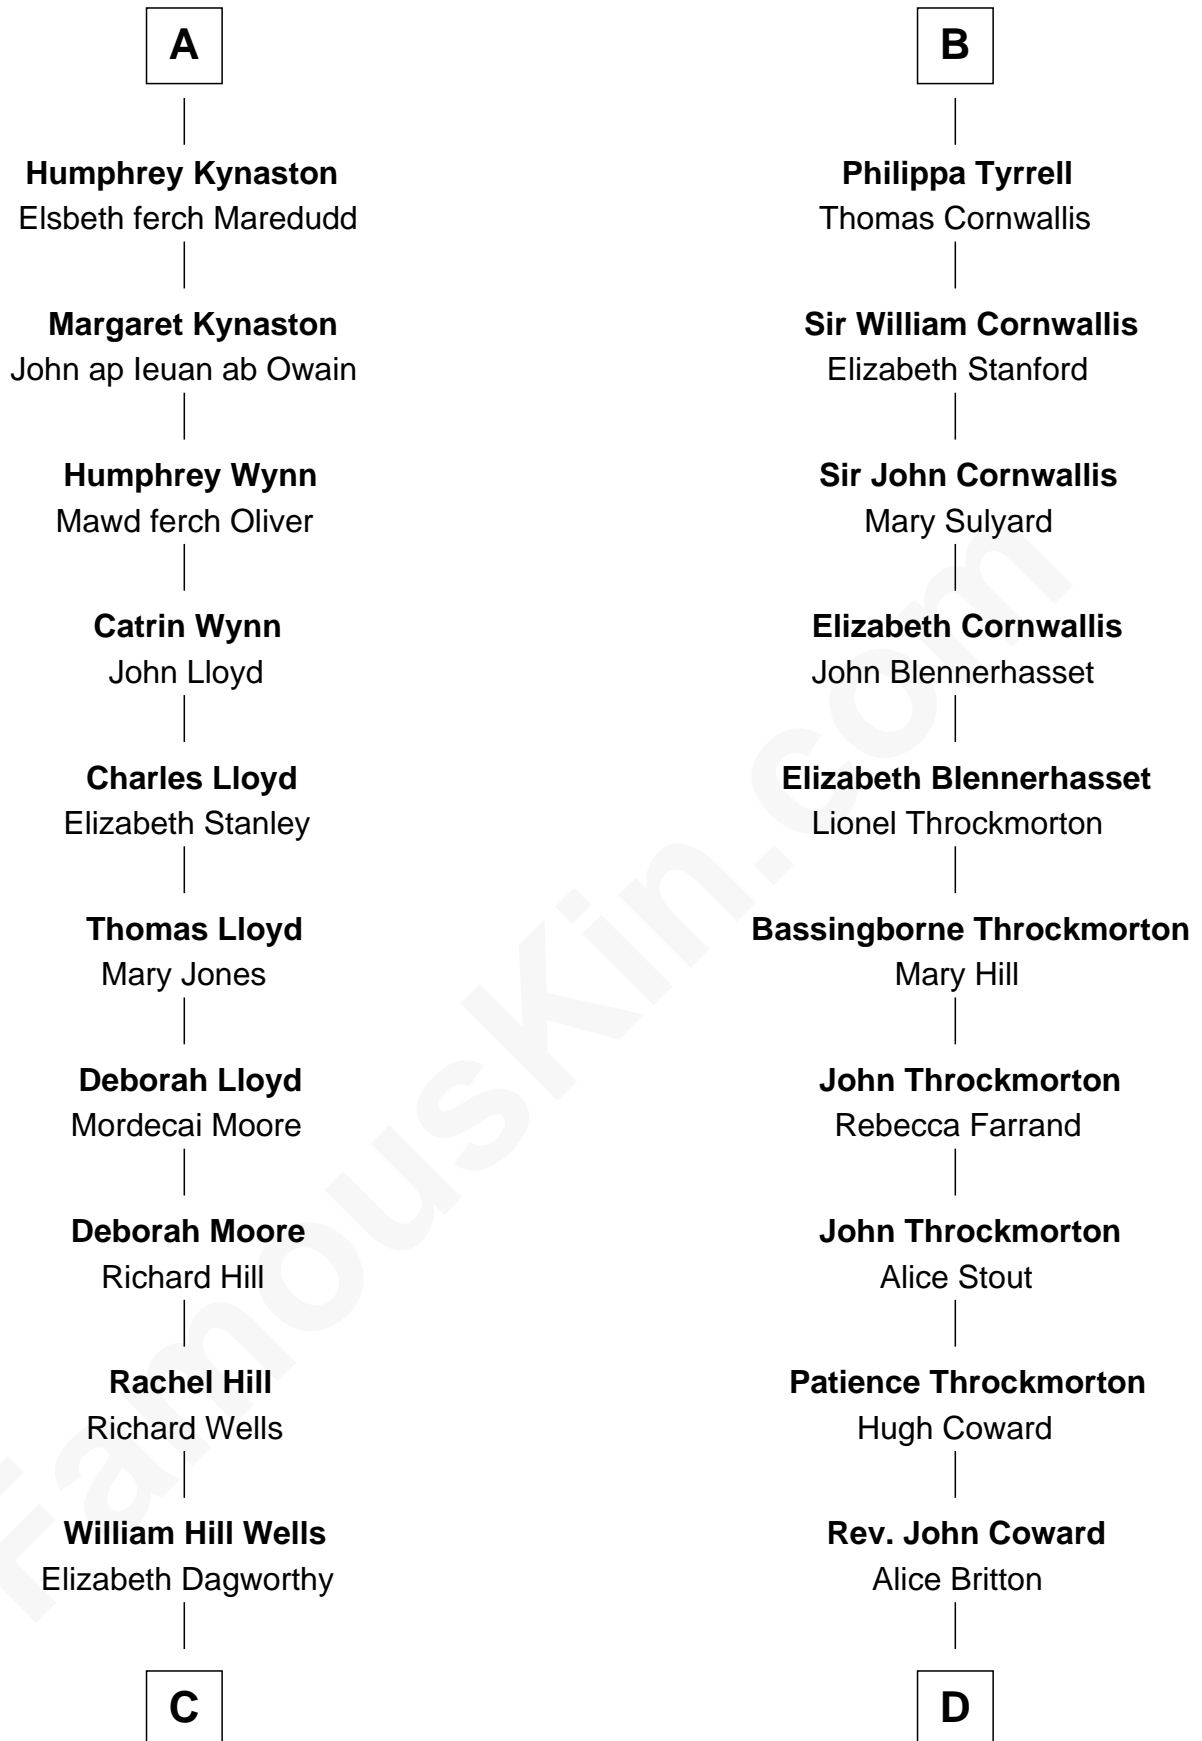 A
Humphrey Kynaston
Elsbeth ferch Maredudd
Margaret Kynaston
John ap Ieuan ab Owain
Humphrey Wynn
Mawd ferch Oliver
Catrin Wynn
John Lloyd
Charles Lloyd
Elizabeth Stanley
Thomas Lloyd
Mary Jones
Deborah Lloyd
Mordecai Moore
Deborah Moore
Richard Hill
Rachel Hill
Richard Wells
William Hill Wells
Elizabeth Dagworthy
C
B
Philippa Tyrrell
Thomas Cornwallis
Sir William Cornwallis
Elizabeth Stanford
Sir John Cornwallis
Mary Sulyard
Elizabeth Cornwallis
John Blennerhasset
Elizabeth Blennerhasset
Lionel Throckmorton
Bassingborne Throckmorton
Mary Hill
John Throckmorton
Rebecca Farrand
John Throckmorton
Alice Stout
Patience Throckmorton
Hugh Coward
Rev. John Coward
Alice Britton
D
FamousKin.com